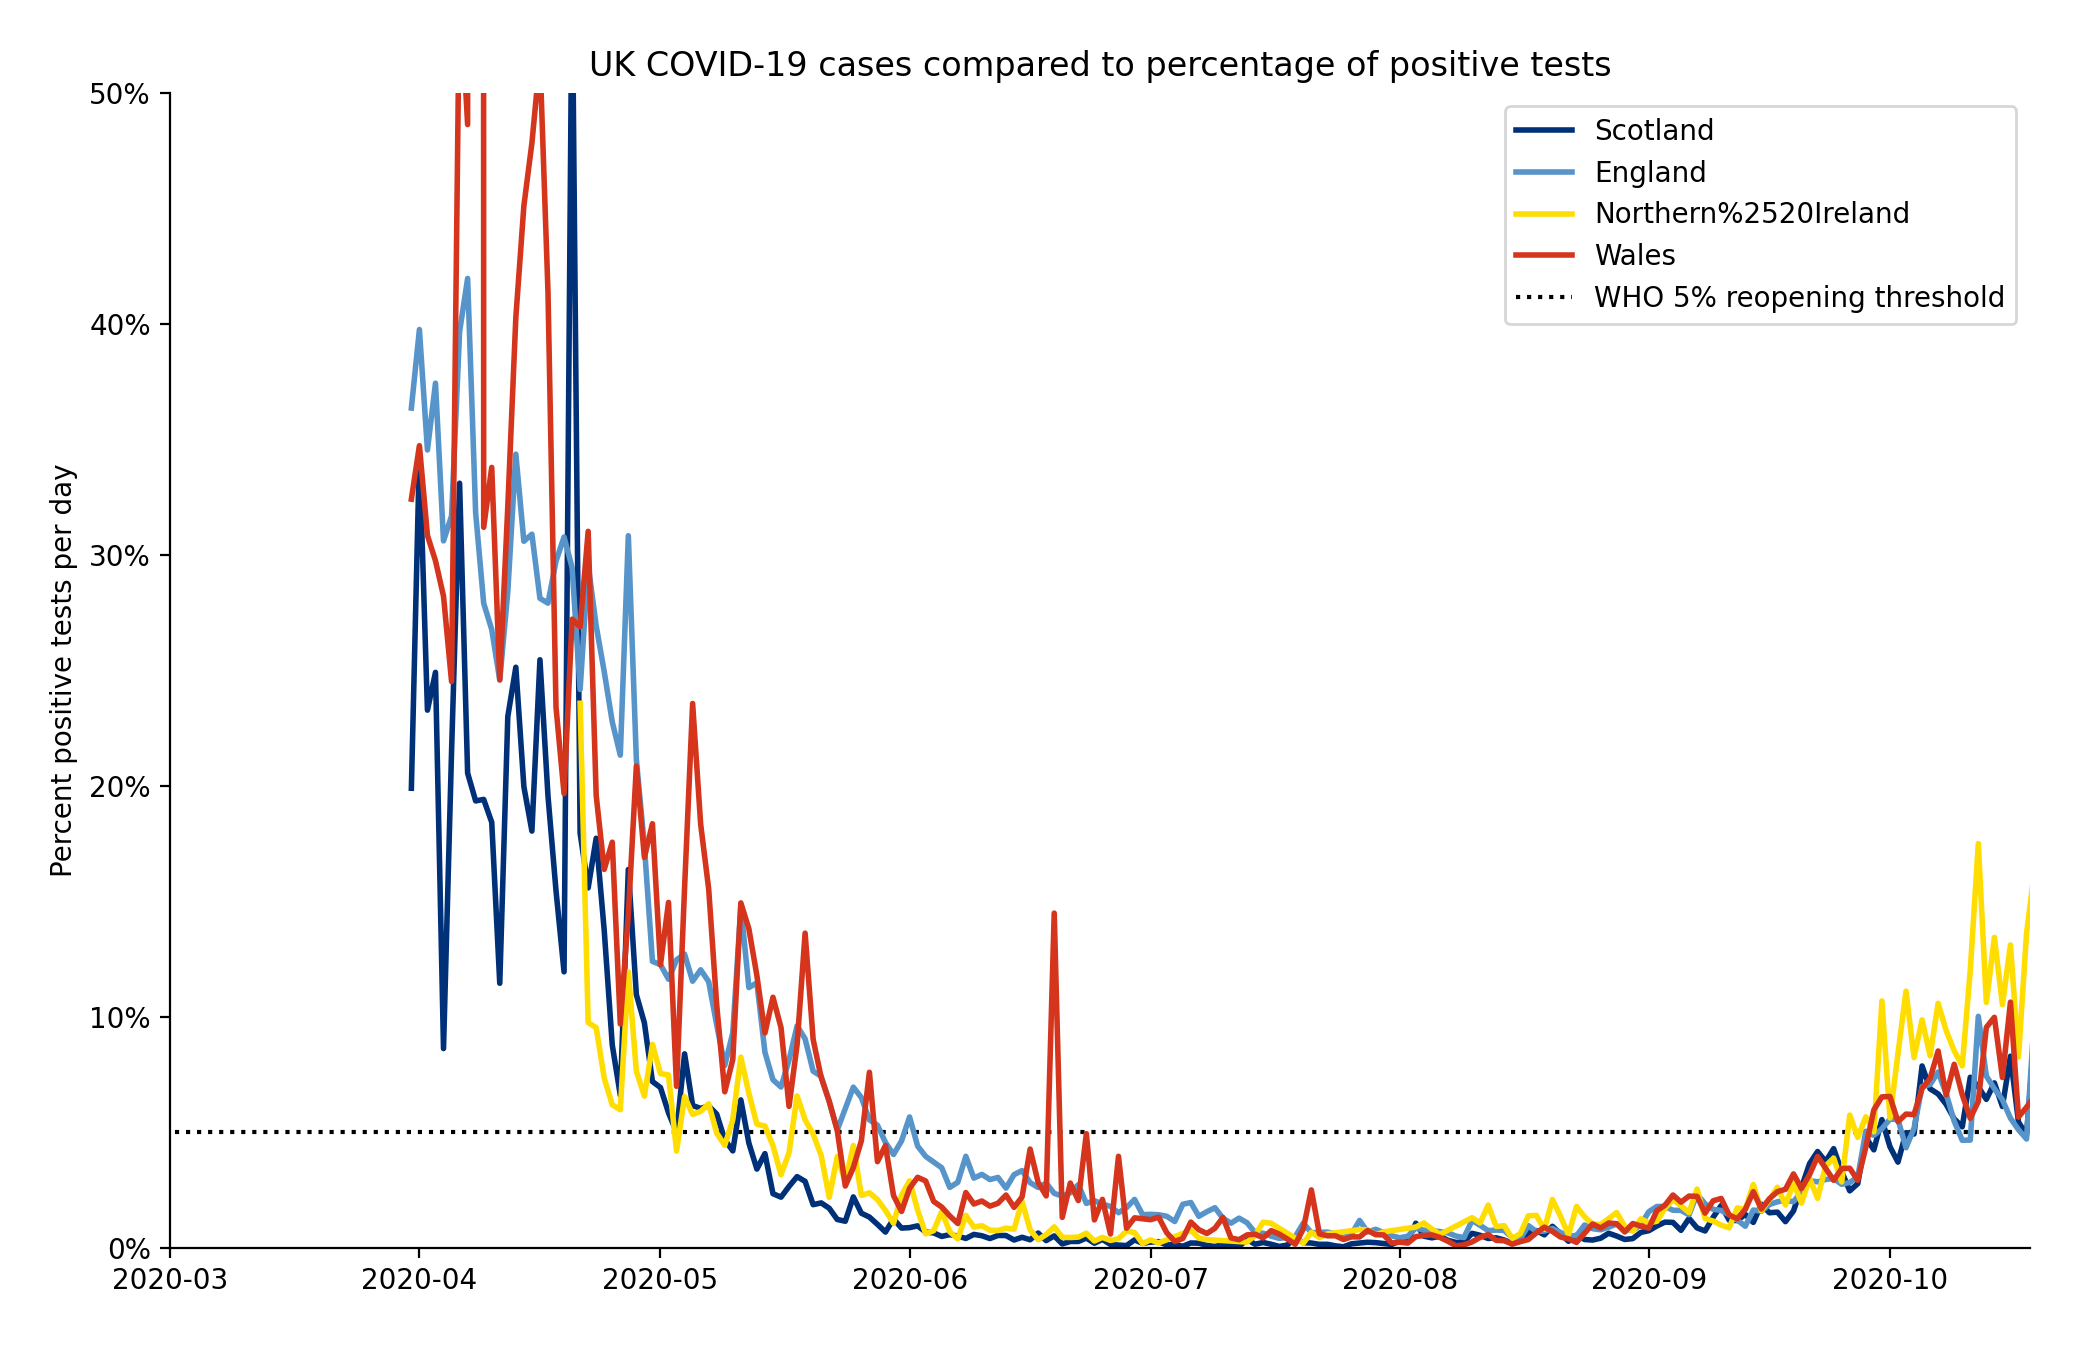 UK COVID-19 cases compared to percentage of positive tests
50%
40%
30%
20%
10%
0%
Percent positive tests per day
Scotland
England
Northern%2520Ireland
Wales
WHO 5% reopening threshold
2020-03
2020-04
2020-05
2020-06
2020-07
2020-08
2020-09
2020-10